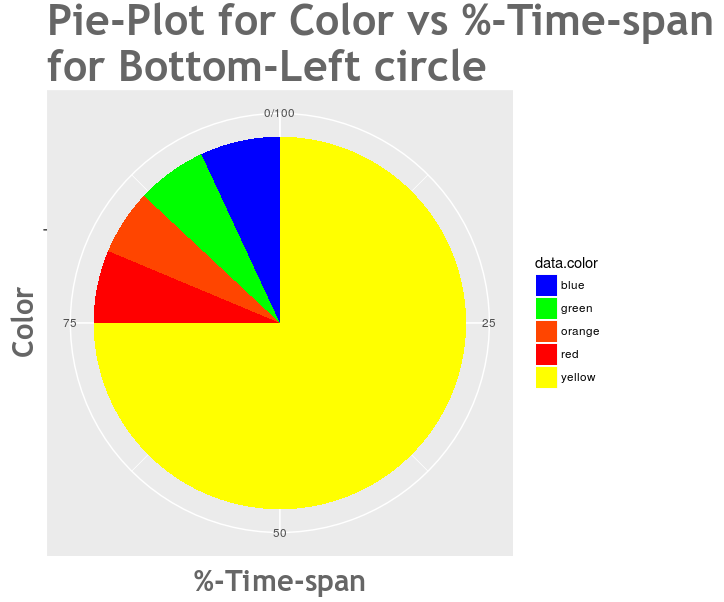 Pie-Plot for Color vs %-Time-span
for Bottom-Left circle
0/100
75
25
50
-
Color
%-Time-span
data.color
blue
green
orange
red
yellow